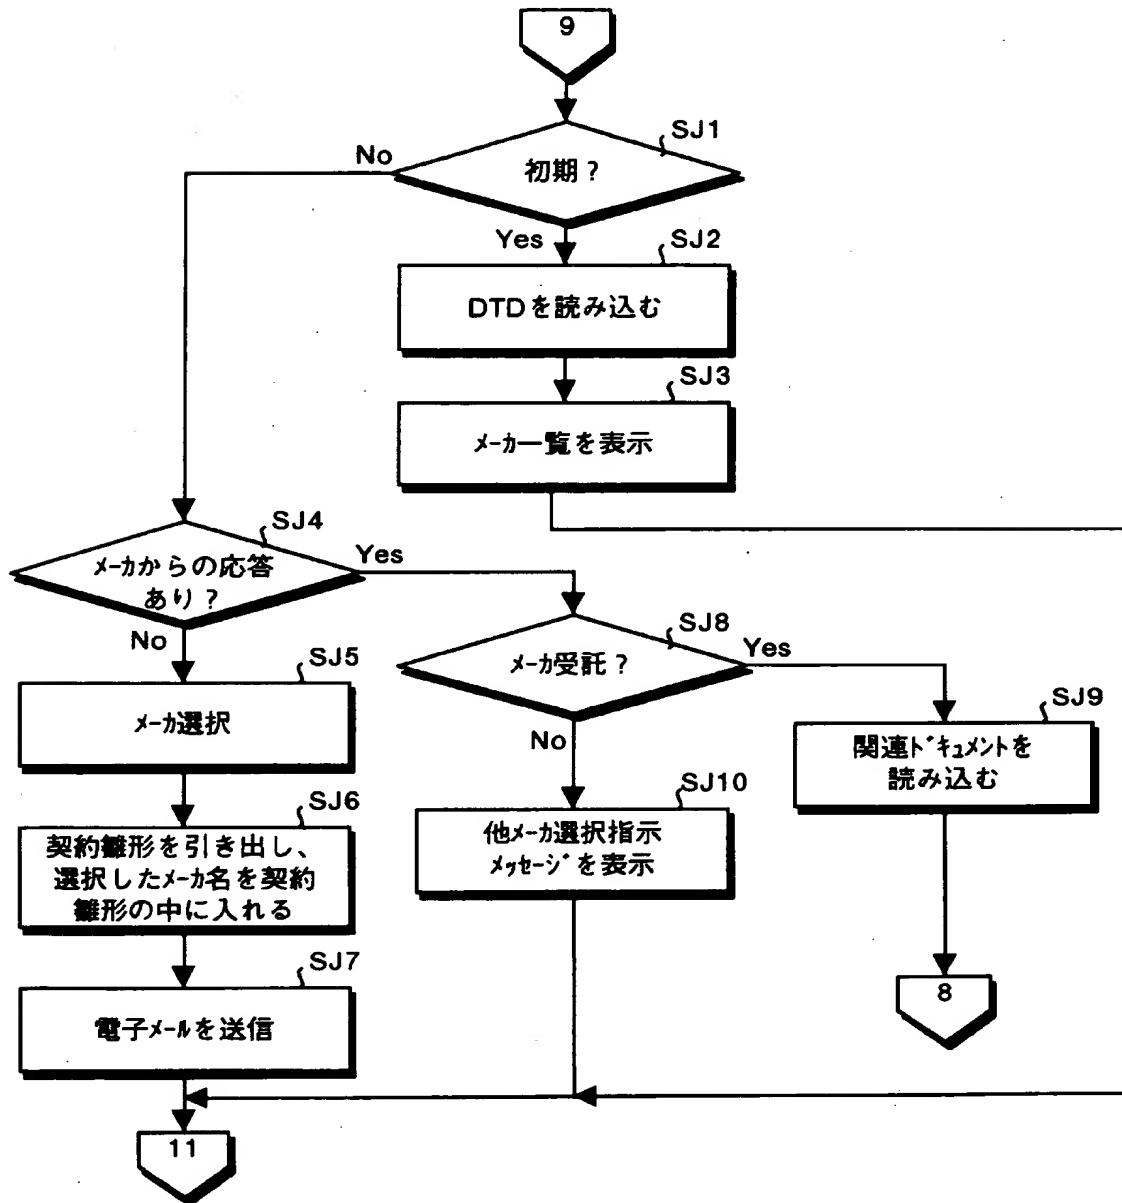 9
SJ1
No
初期?
Yes
SJ2
DTDを読み込む
SJ3
メーカ一覧を表示
SJ4
メーカからの応答
あり?
Yes
No
SJ8
メーカ受託?
Yes
SJ5
メーカ選択
No
SJ9
関連ドキュメントを
読み込む
SJ6
契約雛形を引き出し、
選択したメーカ名を契約
雛形の中に入れる
SJ10
他メーカ選択指示
メッセージを表示
SJ7
電子メールを送信
8
11